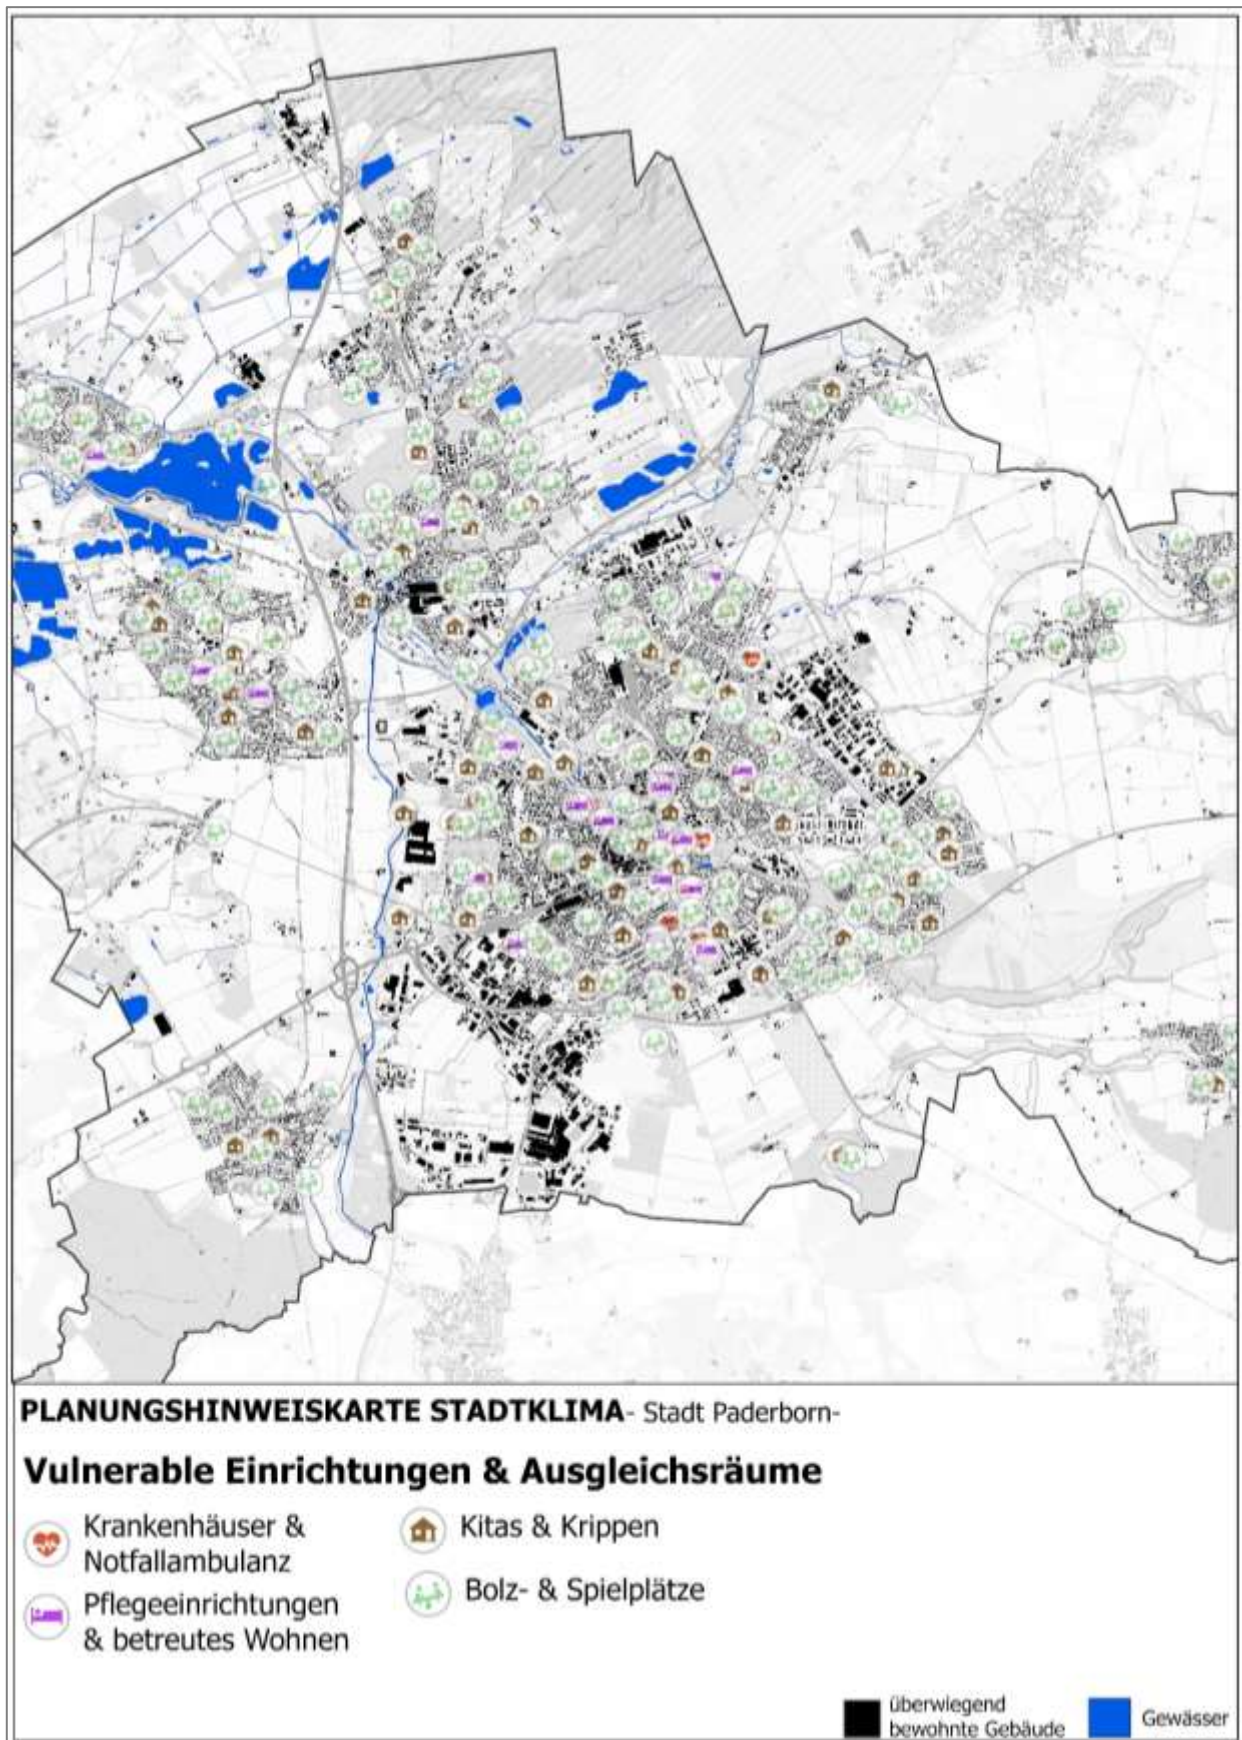 PLANUNGSHINWEISKARTE STADTKLIMA- Stadt Paderborn-
Vulnerable Einrichtungen & Ausgleichsräume
Krankenhäuser &
Notfallambulanz
Pflegeeinrichtungen
& betreutes Wohnen
Kitas & Krippen
Bolz- & Spielplätze
überwiegend
bewohnte Gebäude
Gewässer